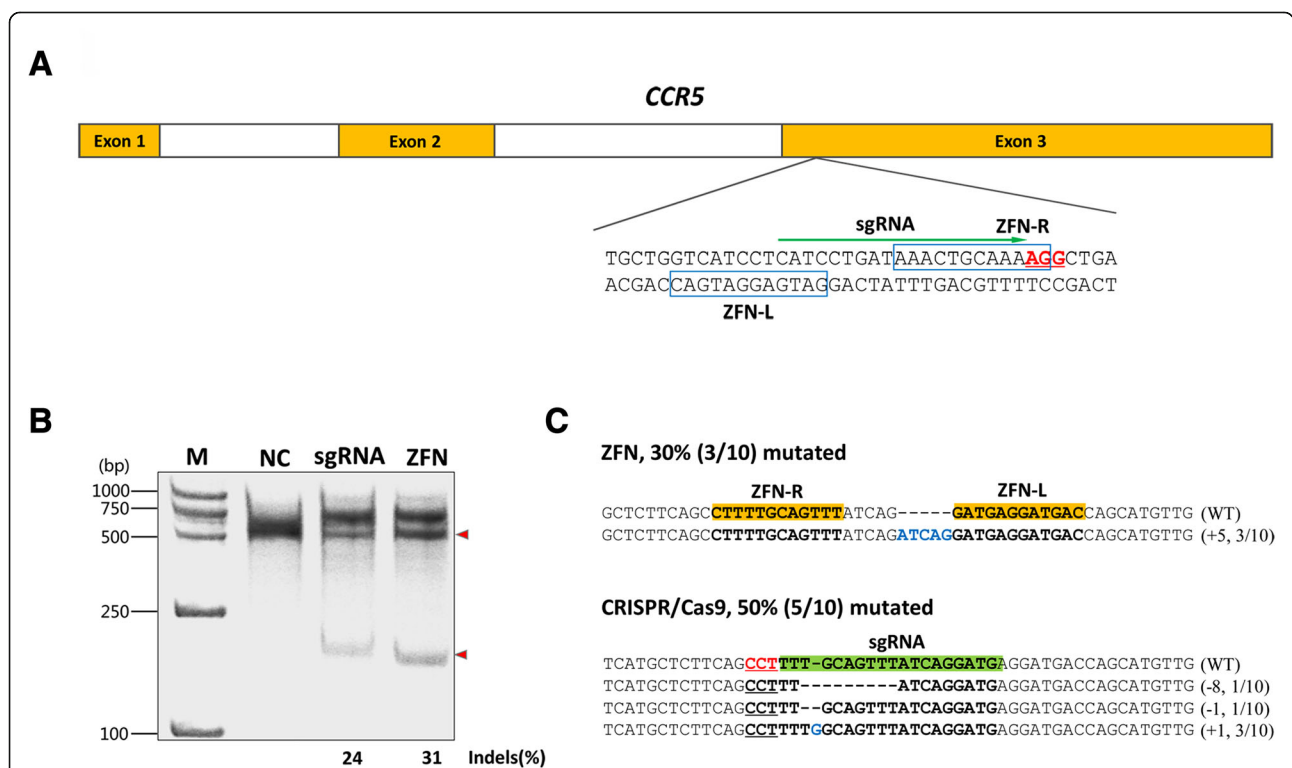 A
CCR5
Exon 1
Exon 2
Exon 3
sgRNA
ZFN-R
TGCTGGTCATCCTCATCCTGATAAACTGCAAAAGGCTGA
ACGACCAGTAGGAGTAGGACTATTTGACGTTTTCCGACT
ZFN-L
B
(bp)
M
NC
sgRNA
ZFN
1000
750
500
250
100
24
31
Indels(%)
C
ZFN, 30% (3/10) mutated
ZFN-R
ZFN-L
GCTCTTCAGCCTTTTGCAGTTTATCAG-----GATGAGGATGACCAGCATGTTG (WT)
GCTCTTCAGCCTTTTGCAGTTTATCAGATCAGGATGAGGATGACCAGCATGTTG (+5, 3/10)
CRISPR/Cas9, 50% (5/10) mutated
sgRNA
TCATGCTCTTCAGCCTTTT-GCAGTTTATCAGGATGAGGATGACCAGCATGTTG (WT)
TCATGCTCTTCAGCCTTT---------ATCAGGATGAGGATGACCAGCATGTTG (-8, 1/10)
TCATGCTCTTCAGCCTTT--GCAGTTTATCAGGATGAGGATGACCAGCATGTTG (-1, 1/10)
TCATGCTCTTCAGCCTTTTGGCAGTTTATCAGGATGAGGATGACCAGCATGTTG (+1, 3/10)